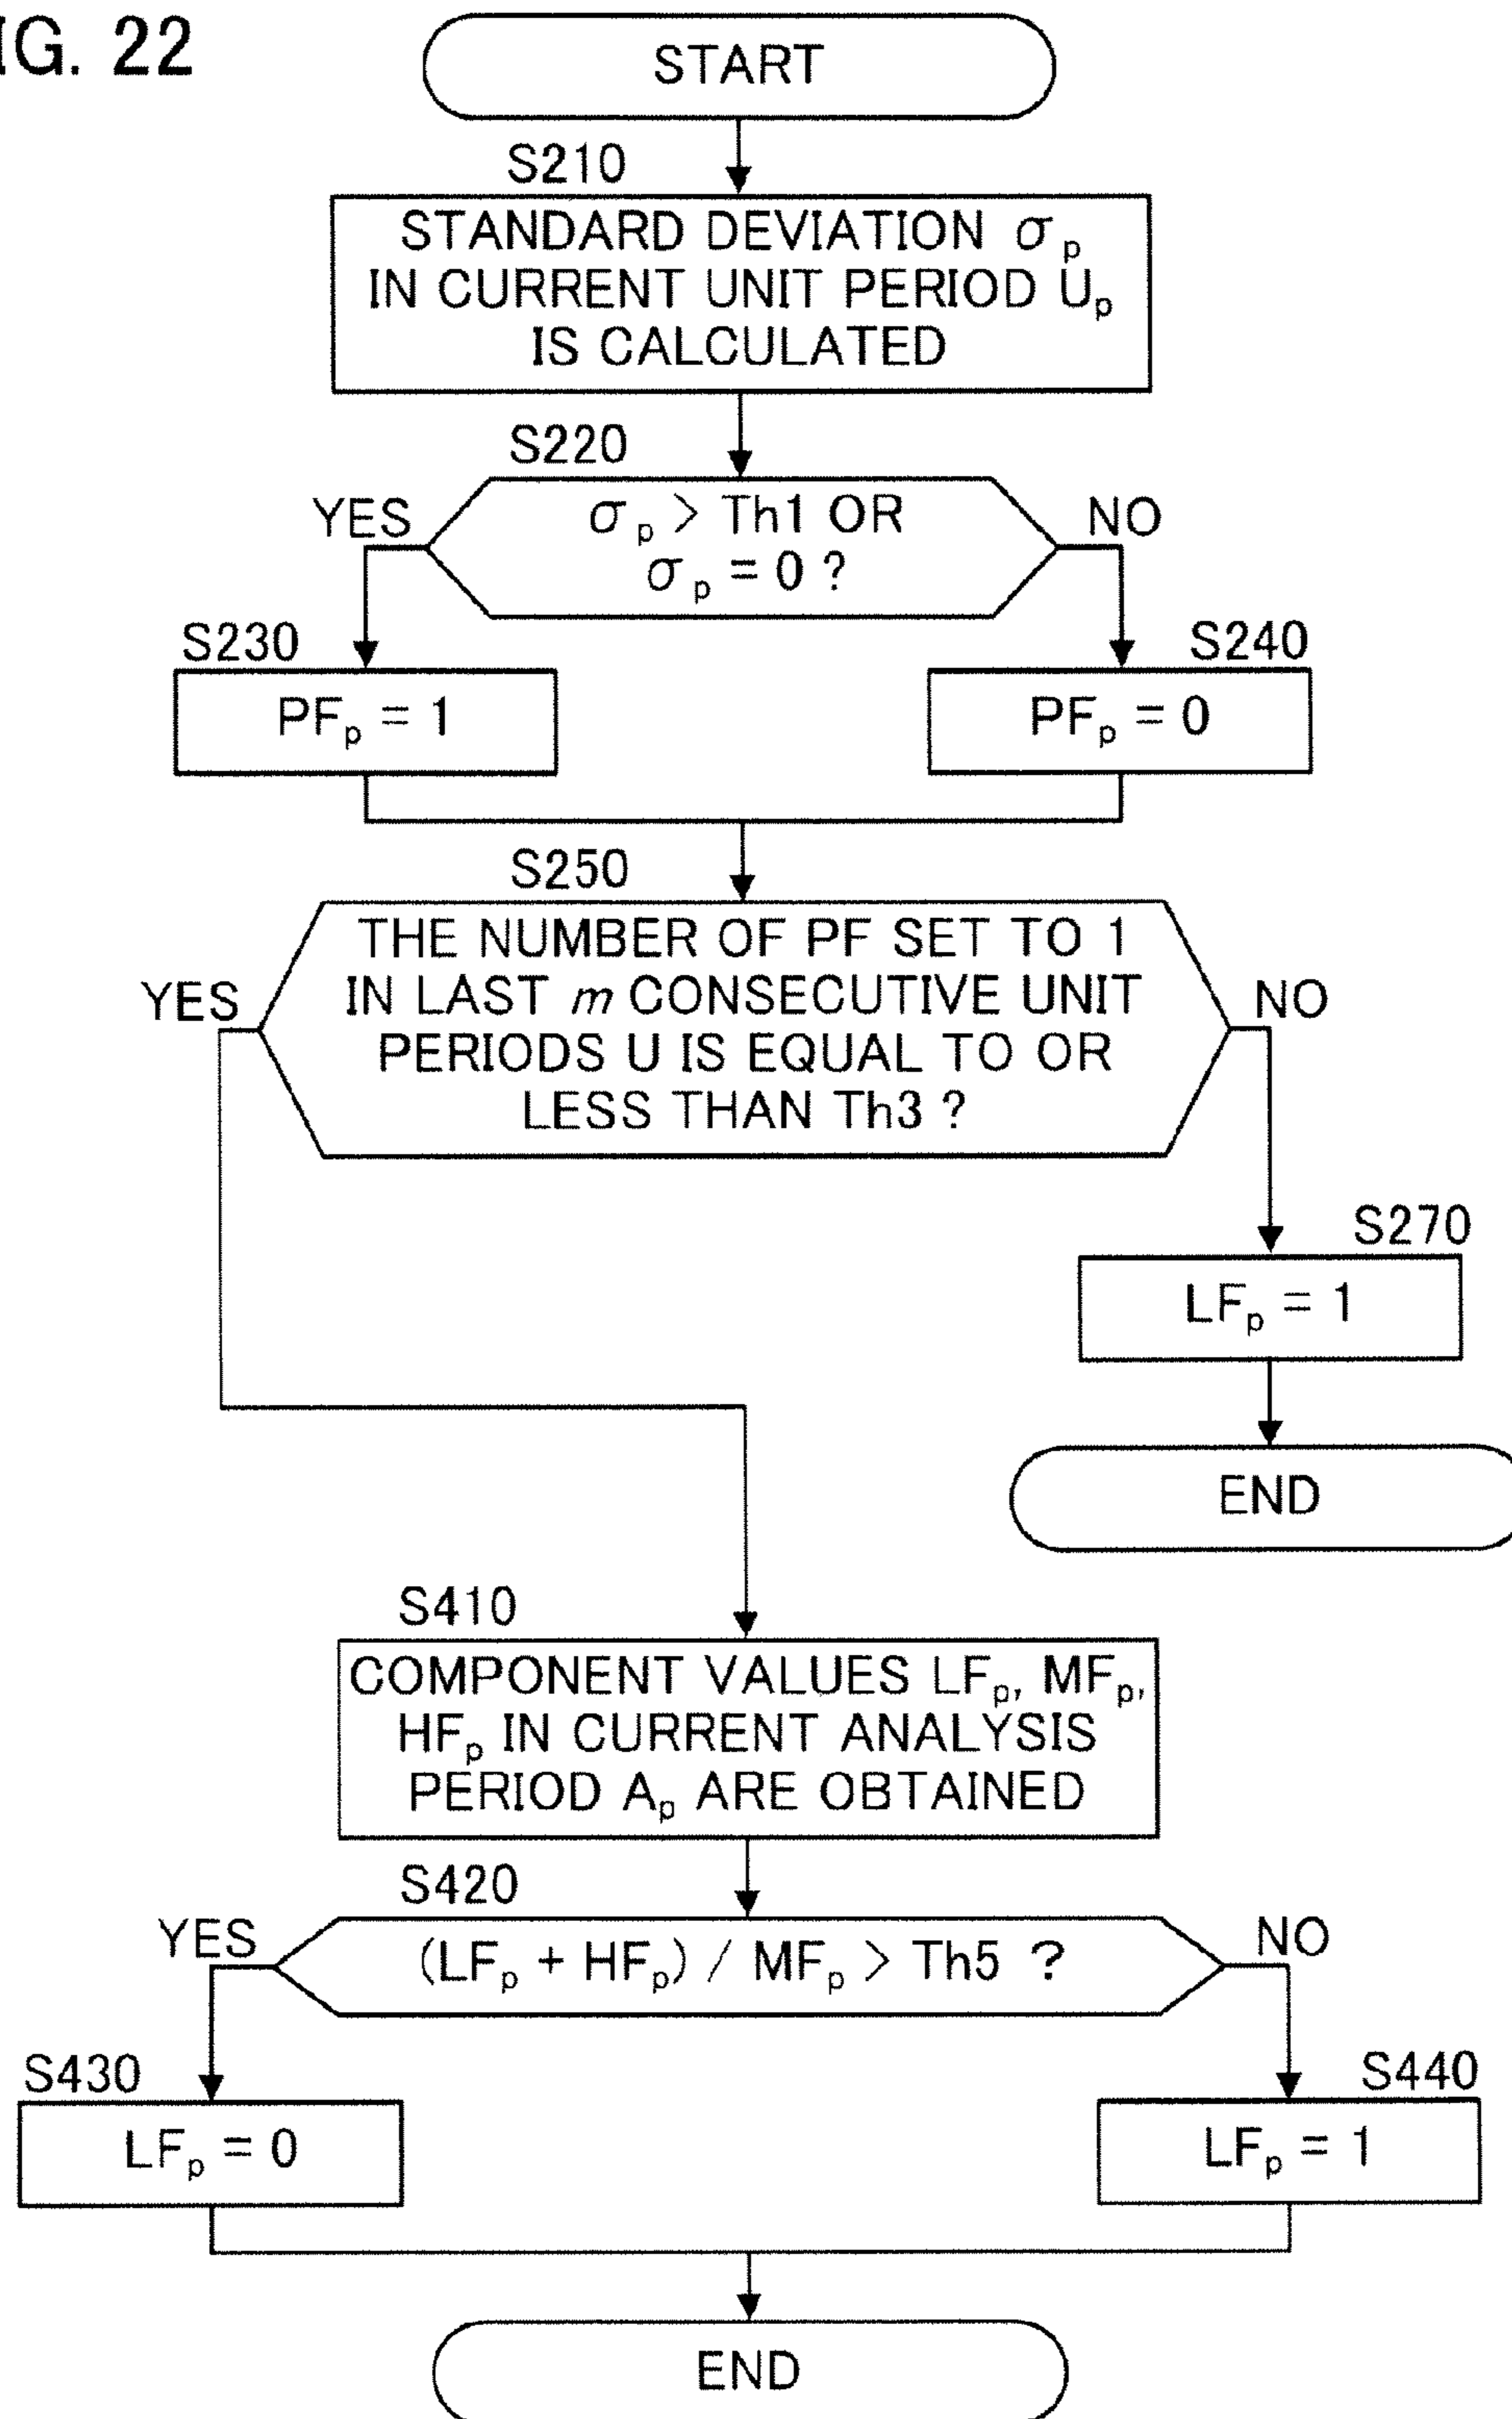 IG. 22
START
S210
STANDARD DEVIATION σp
IN CURRENT UNIT PERIOD Up
IS CALCULATED
S220
YES
σp > Th1 OR
σp = 0 ?
NO
S230
PFp = 1
S240
PFp = 0
S250
YES
THE NUMBER OF PF SET TO 1
IN LAST m CONSECUTIVE UNIT
PERIODS U IS EQUAL TO OR
LESS THAN Th3 ?
NO
S270
LFp = 1
END
S410
COMPONENT VALUES LFp, MFp,
HFp IN CURRENT ANALYSIS
PERIOD Ap ARE OBTAINED
S420
YES
(LFp + HFp) / MFp > Th5 ?
NO
S430
LFp = 0
S440
LFp = 1
END